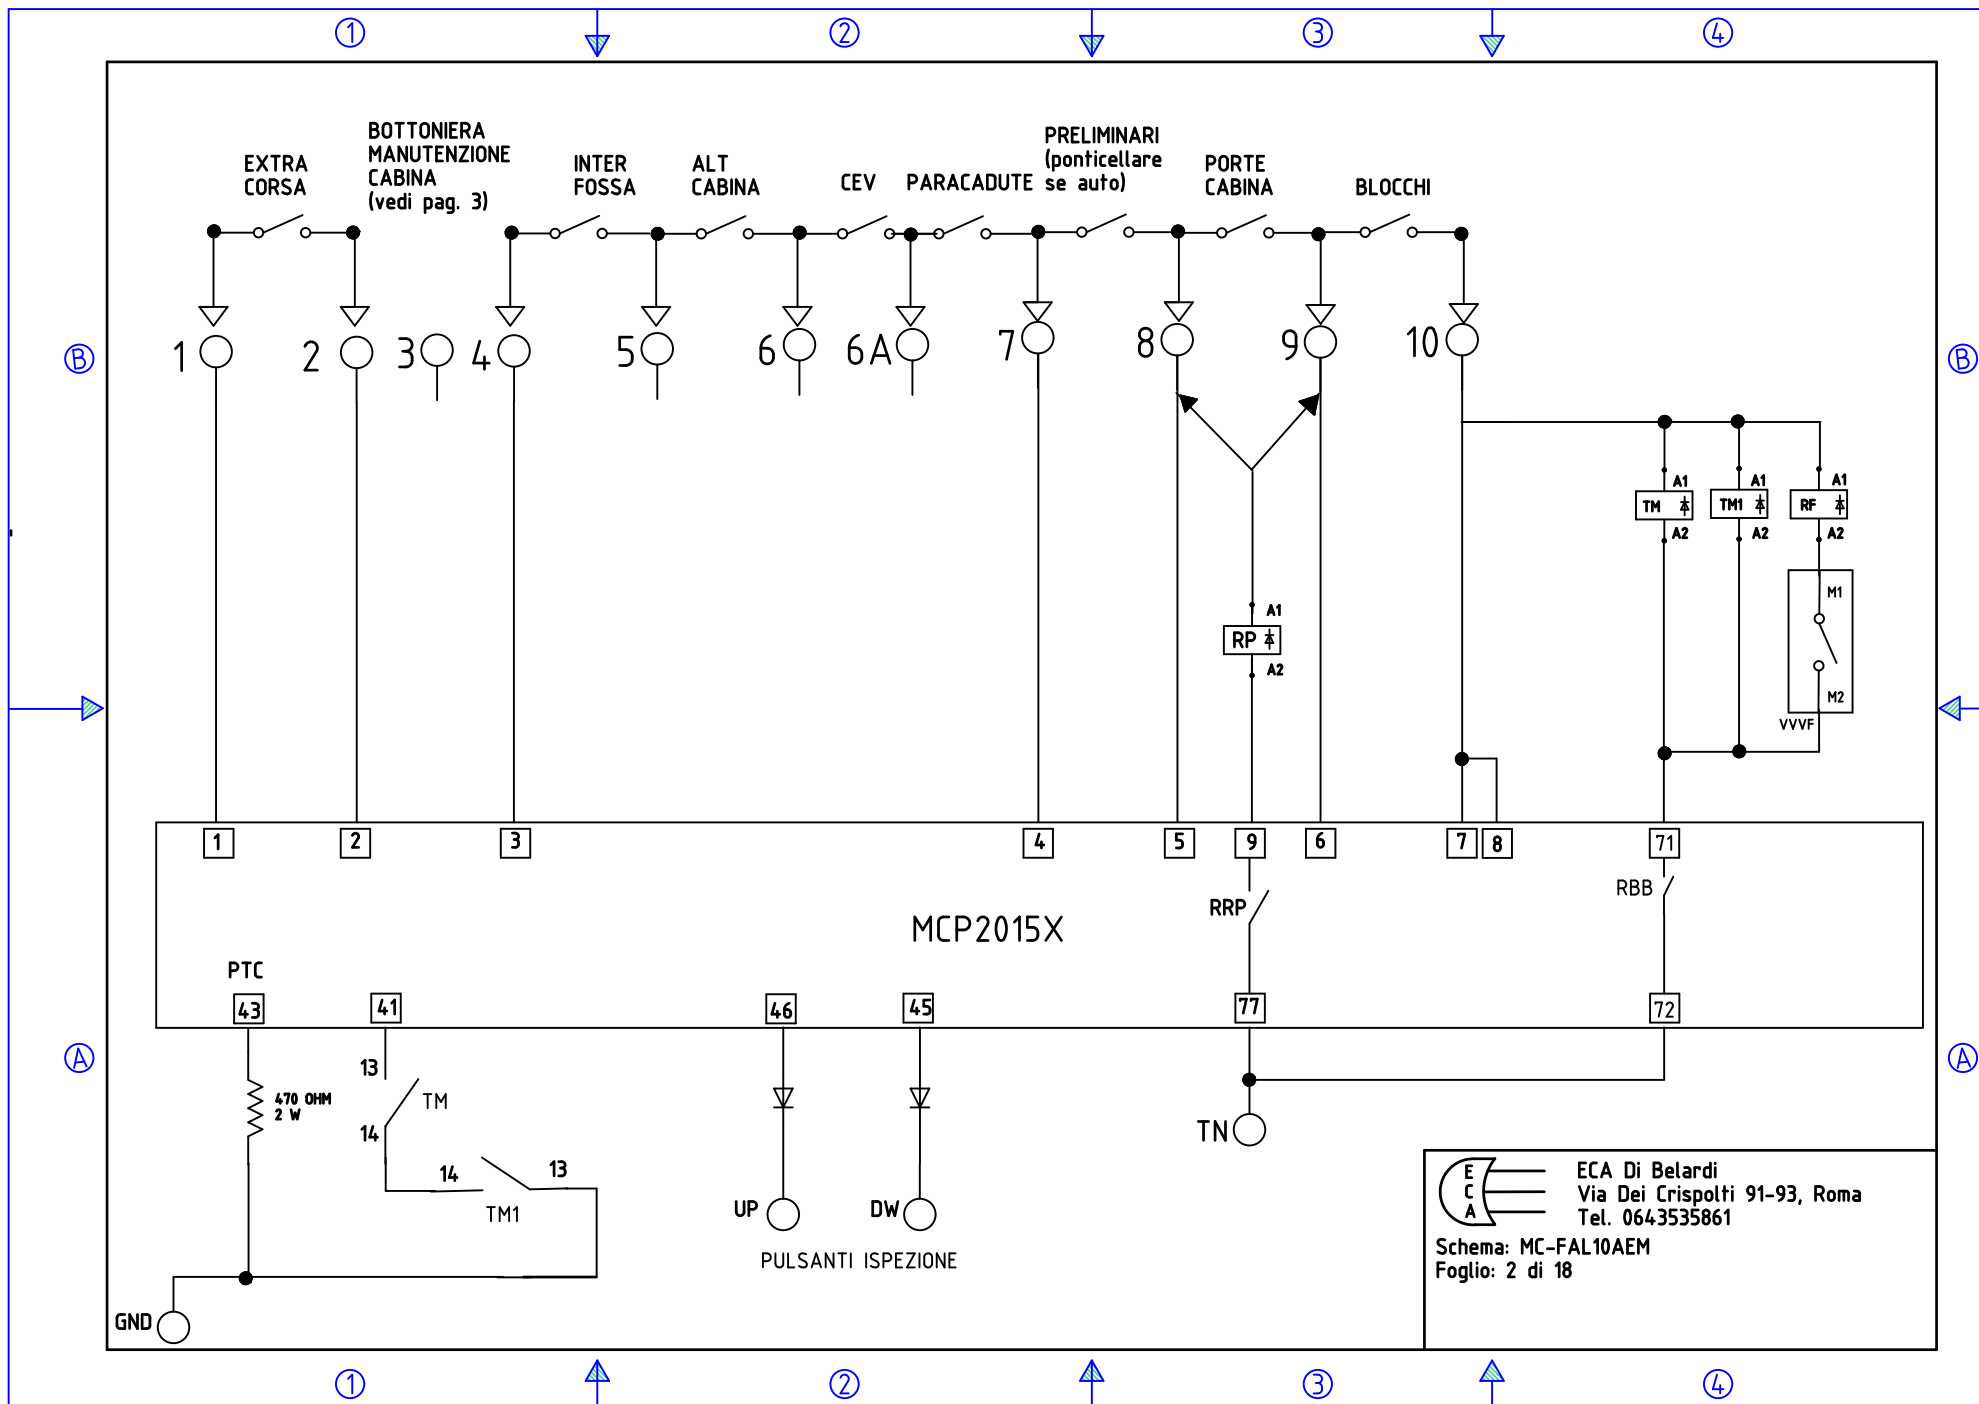 1 2 3 4
EXTRA
CORSA
BOTTONIERA
MANUTENZIONE
CABINA
(vedi pag. 3)
INTER
FOSSA
ALT
CABINA
CEV
PARACADUTE
PRELIMINARI
(ponticellare
se auto)
PORTE
CABINA
BLOCCHI
1 2 3 4 5 6 6A 7 8 9 10
B B
A1 A1 A1
TM TM1 RF
A2 A2 A2
M1
M2
VVVF
A1
RP
A2
1 2 3 4 5 9 6 7 8 71
RRP
RBB
MCP2015X
PTC
43 41 46 45 77 72
A A
470 OHM
2 W
13
TM
14
14 13
TM1
UP DW
PULSANTI ISPEZIONE
TN
GND
E
C
A
ECA Di Belardi
Via Dei Crispolti 91-93, Roma
Tel. 0643535861
Schema: MC-FAL10AEM
Foglio: 2 di 18
1 2 3 4